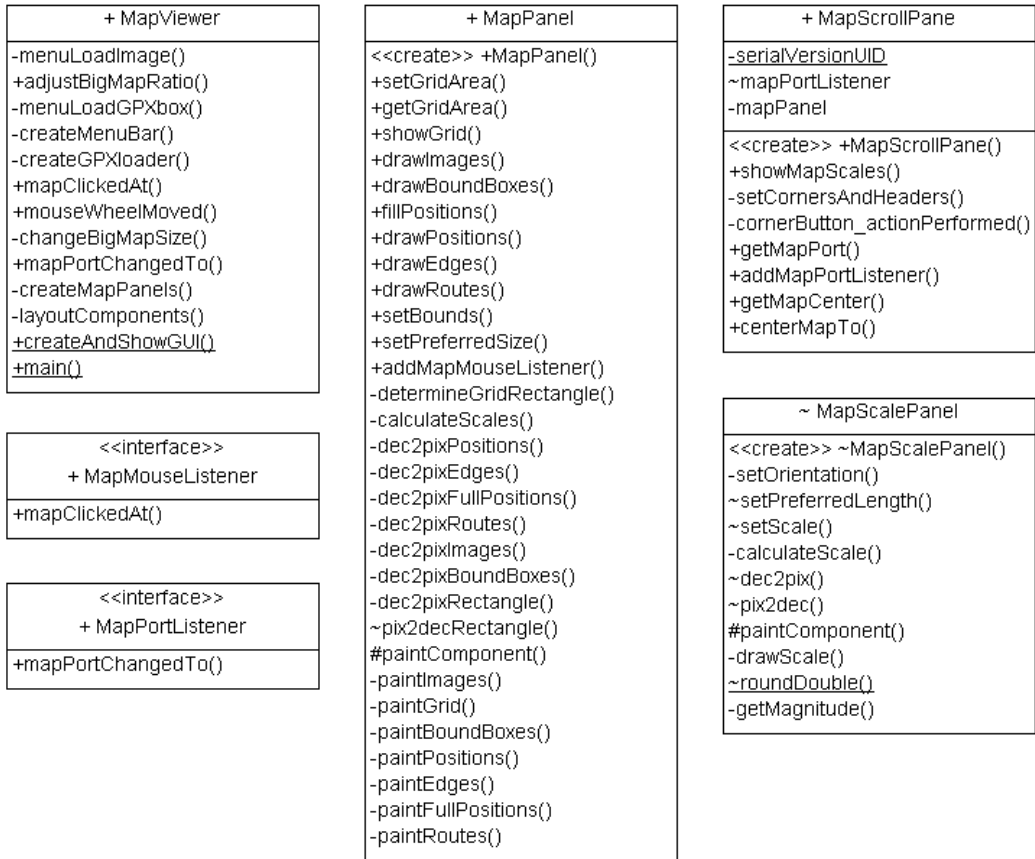 + MapViewer
-menuLoadImage()
+adjustBigMapRatio()
-menuLoadGPXbox()
-createMenuBar()
-createGPXloader()
+mapClickedAt()
+mouseWheelMoved()
-changeBigMapSize()
+mapPortChangedTo()
-createMapPanels()
-layoutComponents()
+createAndShowGUI()
+main()
<<interface>>
+ MapMouseListener
+mapClickedAt()
<<interface>>
+ MapPortListener
+mapPortChangedTo()
+ MapPanel
<<create>> +MapPanel()
+setGridArea()
+getGridArea()
+showGrid()
+drawImages()
+drawBoundBoxes()
+fillPositions()
+drawPositions()
+drawEdges()
+drawRoutes()
+setBounds()
+setPreferredSize()
+addMapMouseListener()
-determineGridRectangle()
-calculateScales()
-dec2pixPositions()
-dec2pixEdges()
-dec2pixFullPositions()
-dec2pixRoutes()
-dec2pixImages()
-dec2pixBoundBoxes()
-dec2pixRectangle()
~pix2decRectangle()
#paintComponent()
-paintImages()
-paintGrid()
-paintBoundBoxes()
-paintPositions()
-paintEdges()
-paintFullPositions()
-paintRoutes()
+ MapScrollPane
-serialVersionUID
~mapPortListener
-mapPanel
<<create>> +MapScrollPane()
+showMapScales()
-setCornersAndHeaders()
-cornerButton_actionPerformed()
+getMapPort()
+addMapPortListener()
+getMapCenter()
+centerMapTo()
~ MapScalePanel
<<create>> ~MapScalePanel()
-setOrientation()
~setPreferredLength()
~setScale()
-calculateScale()
~dec2pix()
~pix2dec()
#paintComponent()
-drawScale()
~roundDouble()
-getMagnitude()